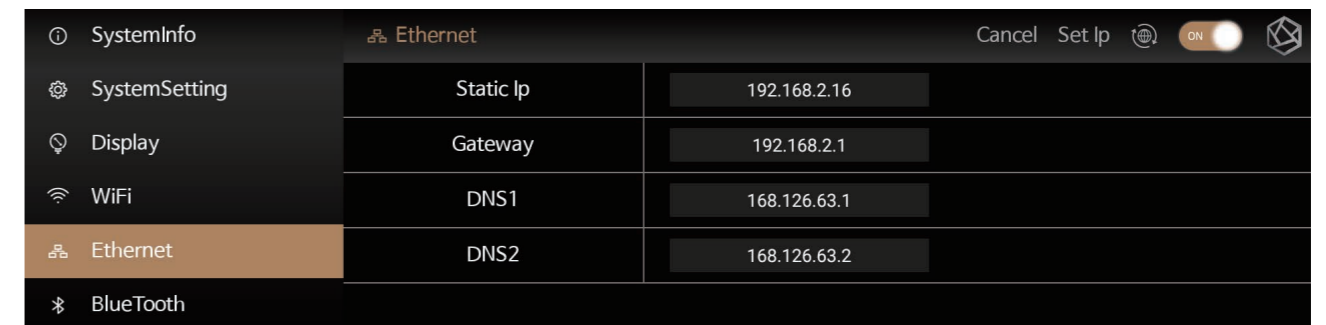 SystemInfo
Ethernet Cancel Set Ip ON
SystemSetting
Static Ip 192.168.2.16
Display
Gateway 192.168.2.1
WiFi
DNS1 168.126.63.1
Ethernet
DNS2 168.126.63.2
BlueTooth